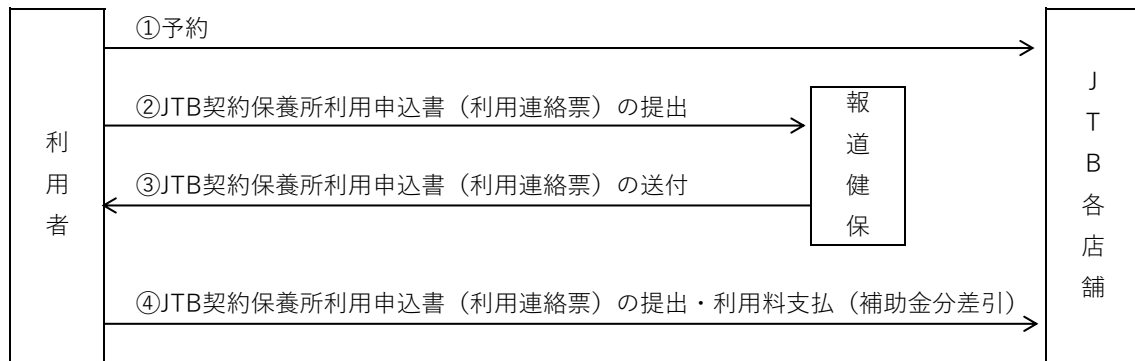 ①予約
②JTB契約保養所利用申込書（利用連絡票）の提出
③JTB契約保養所利用申込書（利用連絡票）の送付
④JTB契約保養所利用申込書（利用連絡票）の提出・利用料支払（補助金分差引）
利用者
報道健保
JTB各店舗